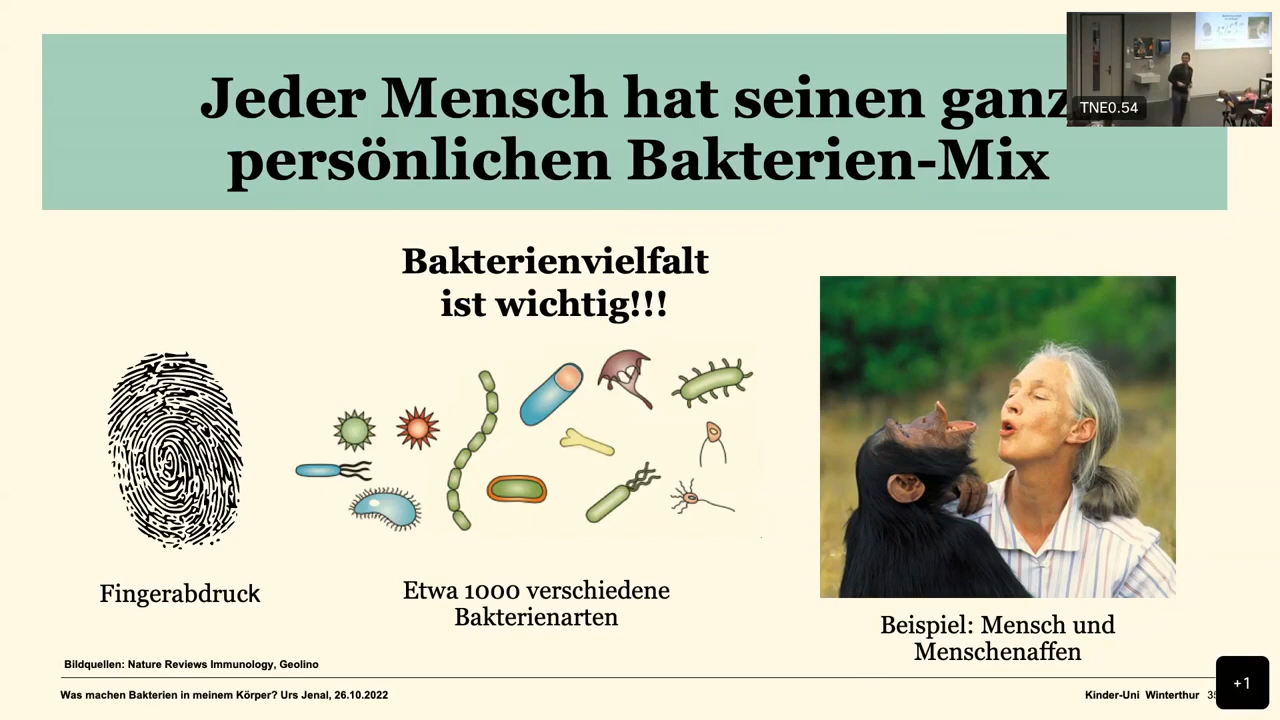 Jeder Mensch hat seinen ganz
persönlichen Bakterien-Mix
TNE0.54
Bakterienvielfalt
ist wichtig!!!
Fingerabdruck
Etwa 1000 verschiedene
Bakterienarten
Beispiel: Mensch und
Menschenaffen
Bildquellen: Nature Reviews Immunology, Geolino
Was machen Bakterien in meinem Körper? Urs Jenal, 26.10.2022
Kinder-Uni Winterthur
+1